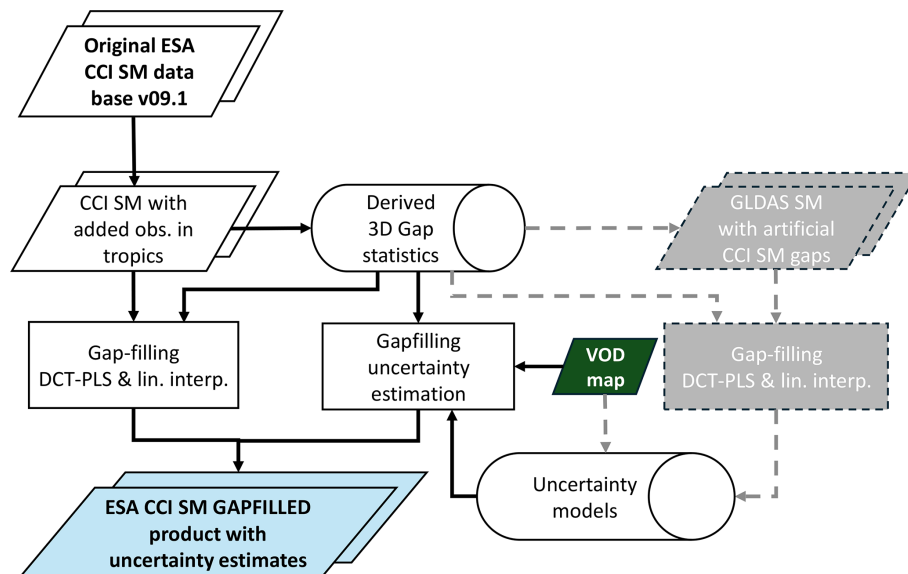 Original ESA
CCI SM data
base v09.1
CCI SM with
added obs. in
tropics
Derived
3D Gap
statistics
GLDAS SM
with artificial
CCI SM gaps
Gap-filling
DCT-PLS & lin. interp.
Gapfilling
uncertainty
estimation
VOD
map
Gap-filling
DCT-PLS & lin. interp.
ESA CCI SM GAPFILLED
product with
uncertainty estimates
Uncertainty
models